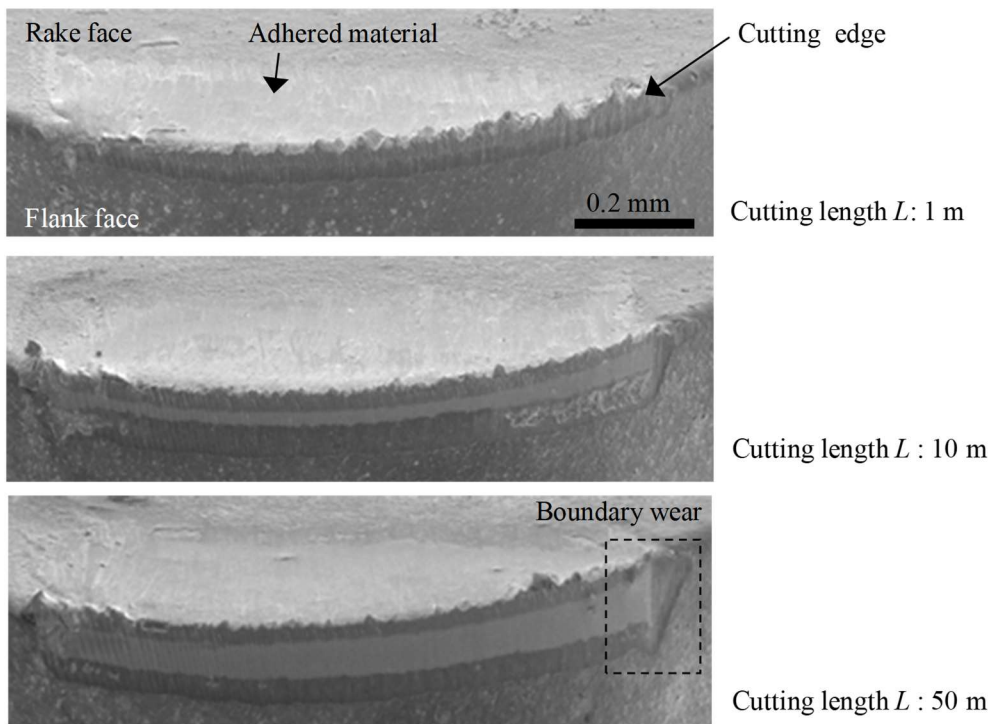 Rake face
Adhered material
Cutting edge
Flank face
0.2 mm
Cutting length L: 1 m
Cutting length L : 10 m
Boundary wear
Cutting length L : 50 m